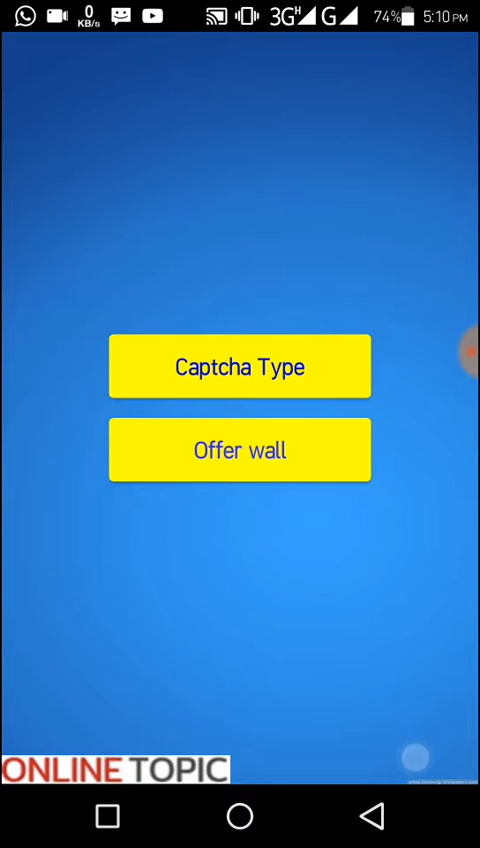 0
KB/s
3G H G 74% 5:10 PM
Captcha Type
Offer wall
ONLINE TOPIC